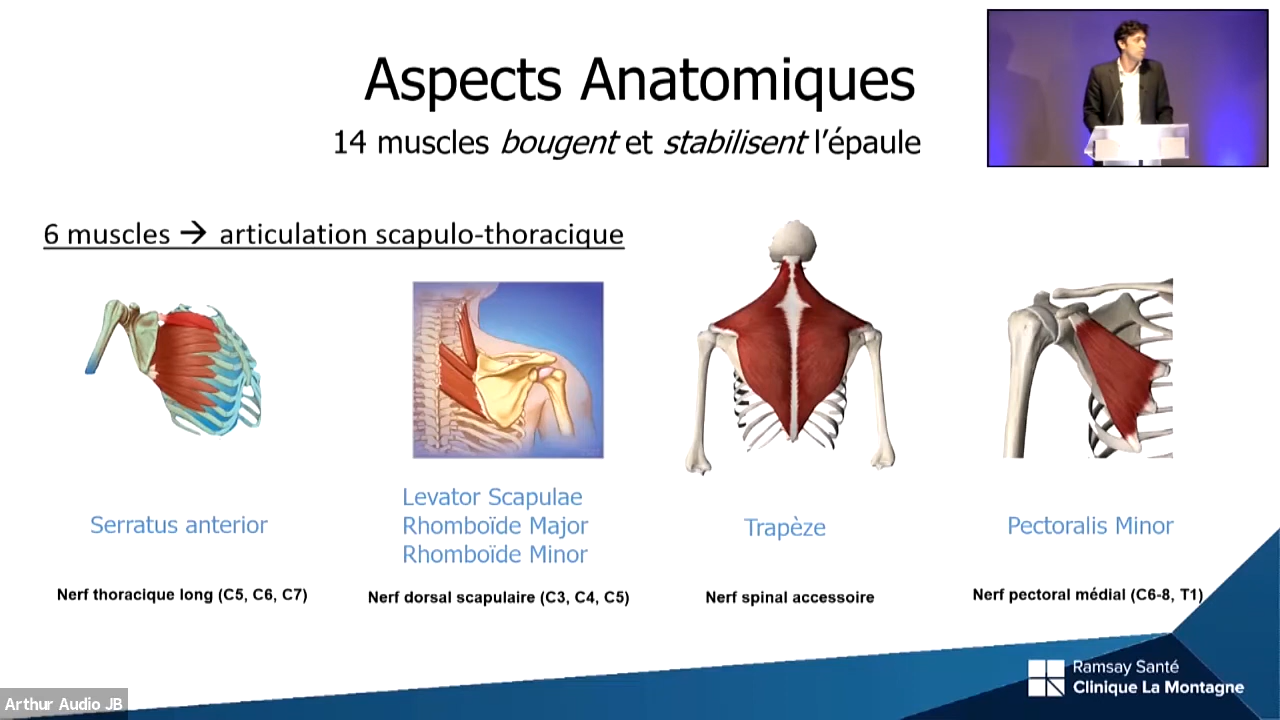 Aspects Anatomiques
14 muscles bougent et stabilisent l'épaule
6 muscles → articulation scapulo-thoracique
Serratus anterior
Nerf thoracique long (C5, C6, C7)
Levator Scapulae
Rhomboïde Major
Rhomboïde Minor
Nerf dorsal scapulaire (C3, C4, C5)
Trapèze
Nerf spinal accessoire
Pectoralis Minor
Nerf pectoral médial (C6-8, T1)
Ramsay Santé
Clinique La Montagne
Arthur Audio JB